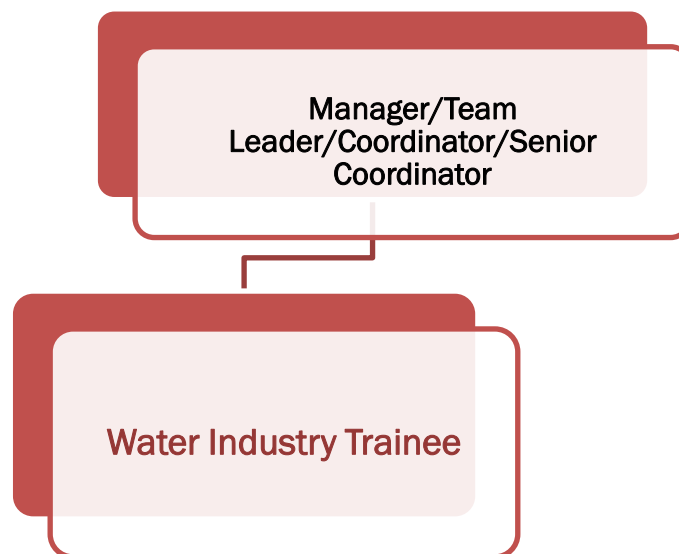 Manager/Team
Leader/Coordinator/Senior
Coordinator
Water Industry Trainee